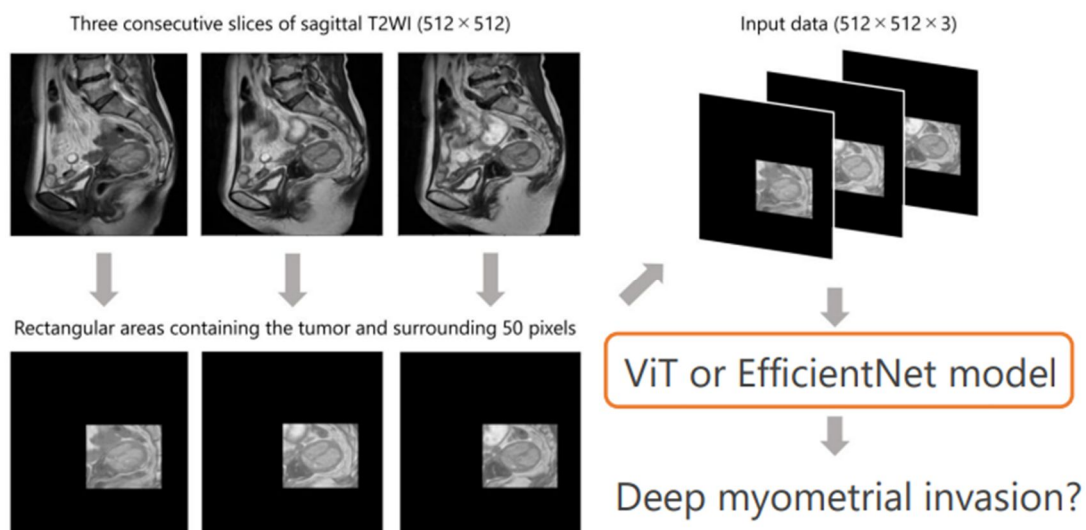 Three consecutive slices of sagittal T2WI (512×512)
Input data (512×512×3)
Rectangular areas containing the tumor and surrounding 50 pixels
ViT or EfficientNet model
Deep myometrial invasion?